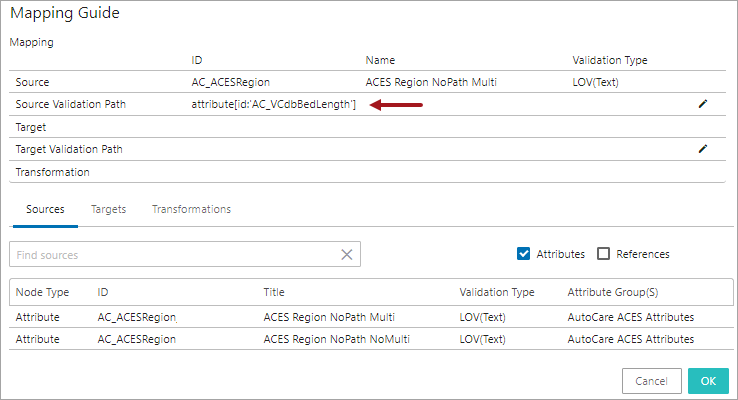 Mapping Guide
Mapping
ID Name Validation Type
Source AC_ACESRegion ACES Region NoPath Multi LOV(Text)
Source Validation Path attribute[id:'AC_VCdbBedLength']
Target
Target Validation Path
Transformation
Sources Targets Transformations
Find sources Attributes References
Node Type ID Title Validation Type Attribute Group(S)
Attribute AC_ACESRegion ACES Region NoPath Multi LOV(Text) AutoCare ACES Attributes
Attribute AC_ACESRegion ACES Region NoPath NoMulti LOV(Text) AutoCare ACES Attributes
Cancel OK